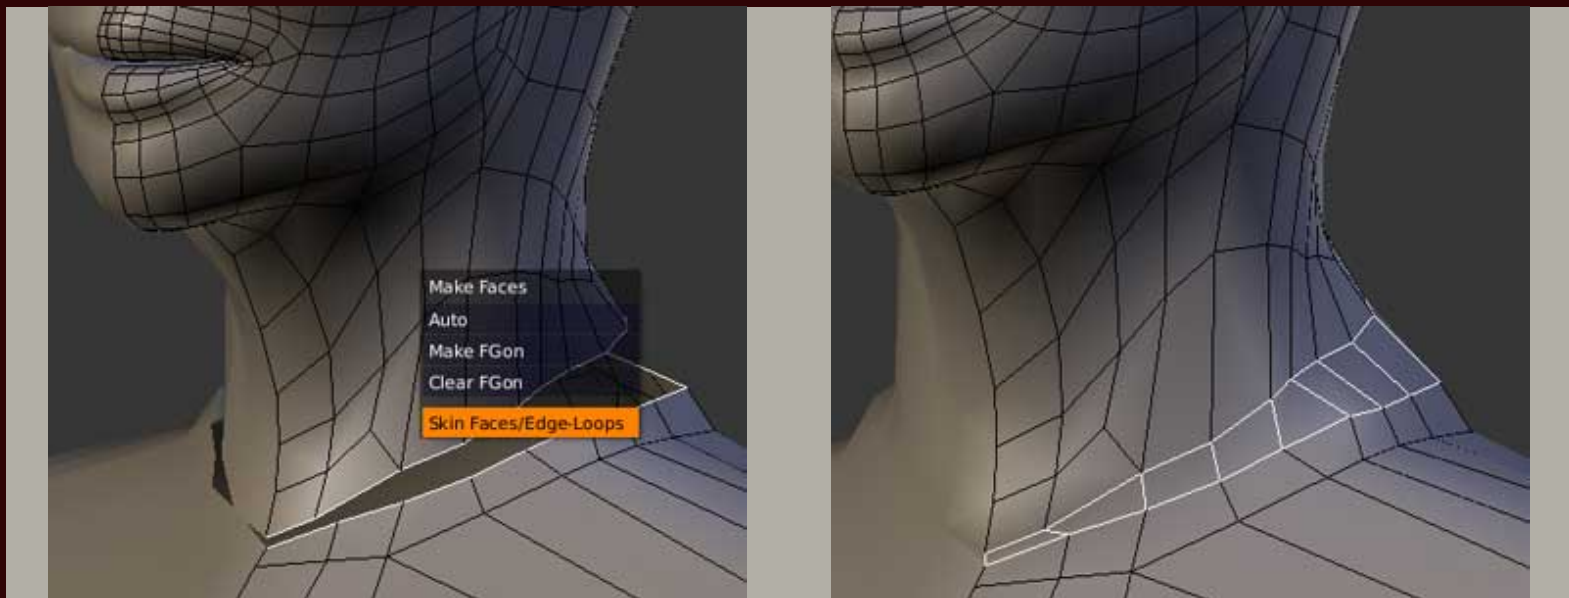 Make Faces
Auto
Make FGon
Clear FGon
Skin Faces/Edge-Loops